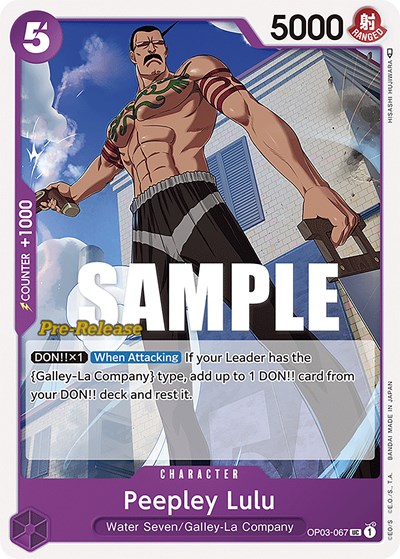 5
5000
射
RANGED
HISASHI HUJIWARA
COUNTER +1000
SAMPLE
Pre-Release
DON!!×1 When Attacking If your Leader has the
{Galley-La Company} type, add up to 1 DON!! card from
your DON!! deck and rest it.
CHARACTER
Peepley Lulu
Water Seven/Galley-La Company
OP03-067 UC 1
©E.O/S ©E.O./S., T.A. BANDAI MADE IN JAPAN